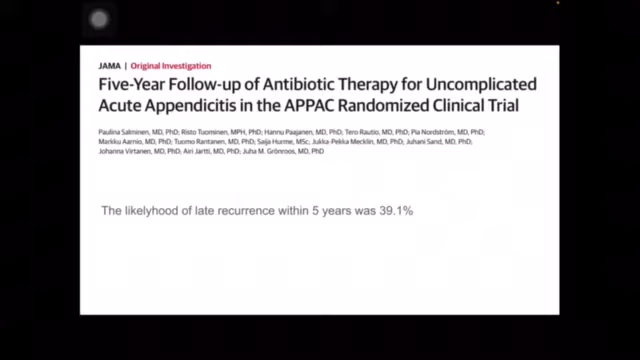 JAMA | Original Investigation
Five-Year Follow-up of Antibiotic Therapy for Uncomplicated
Acute Appendicitis in the APPAC Randomized Clinical Trial
Paulina Salminen, MD, PhD; Risto Tuominen, MPH, PhD; Hannu Paajanen, MD, PhD; Tero Rautio, MD, PhD; Pia Nordström, MD, PhD;
Markku Aarnio, MD, PhD; Tuomo Rantanen, MD, PhD; Saija Hurme, MSc; Jukka-Pekka Mecklin, MD, PhD; Juhani Sand, MD, PhD;
Johanna Virtanen, MD, PhD; Airi Jartti, MD, PhD; Juha M. Grönroos, MD, PhD
The likelyhood of late recurrence within 5 years was 39.1%